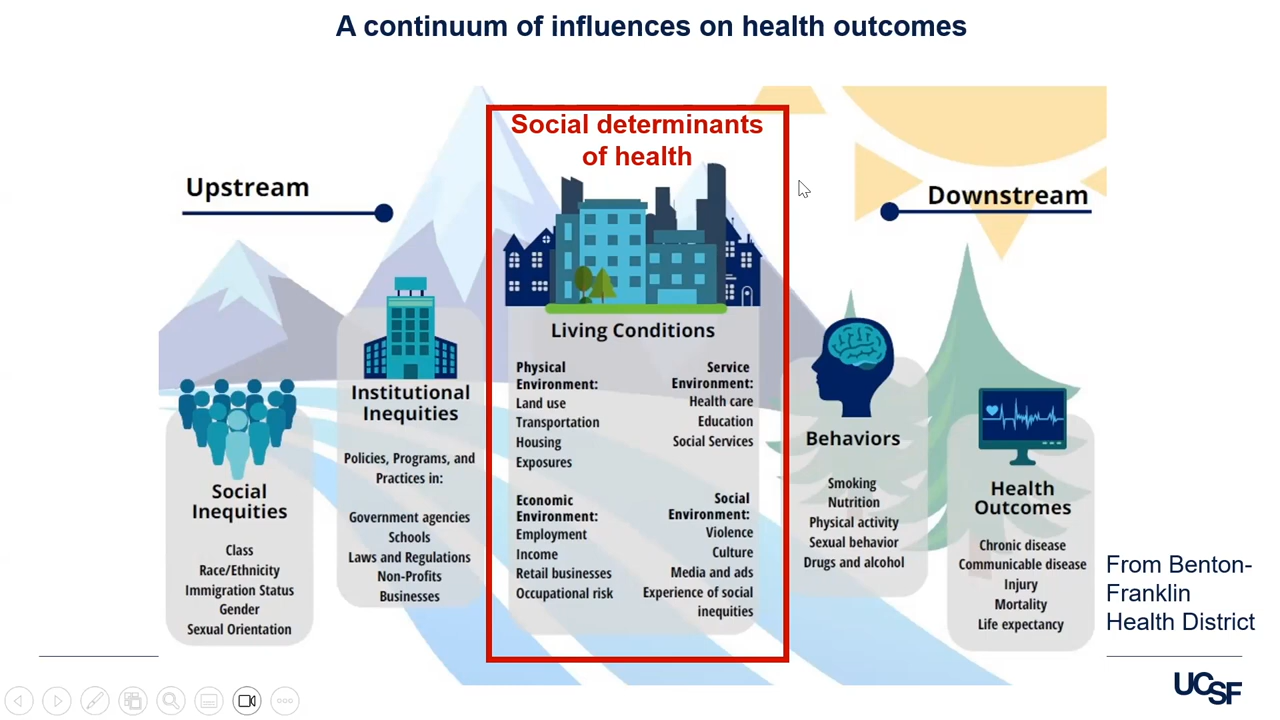 A continuum of influences on health outcomes
Upstream
Social Inequities
Class
Race/Ethnicity
Immigration Status
Gender
Sexual Orientation
Institutional
Inequities
Policies, Programs, and
Practices in:
Government agencies
Schools
Laws and Regulations
Non-Profits
Businesses
Social determinants
of health
Living Conditions
Physical
Environment:
Land use
Transportation
Housing
Exposures
Service
Environment:
Health care
Education
Social Services
Economic
Environment:
Employment
Income
Retail businesses
Occupational risk
Social
Environment:
Violence
Culture
Media and ads
Experience of social
inequities
Downstream
Behaviors
Smoking
Nutrition
Physical activity
Sexual behavior
Drugs and alcohol
Health
Outcomes
Chronic disease
Communicable disease
Injury
Mortality
Life expectancy
From Benton-
Franklin
Health District
UCSF